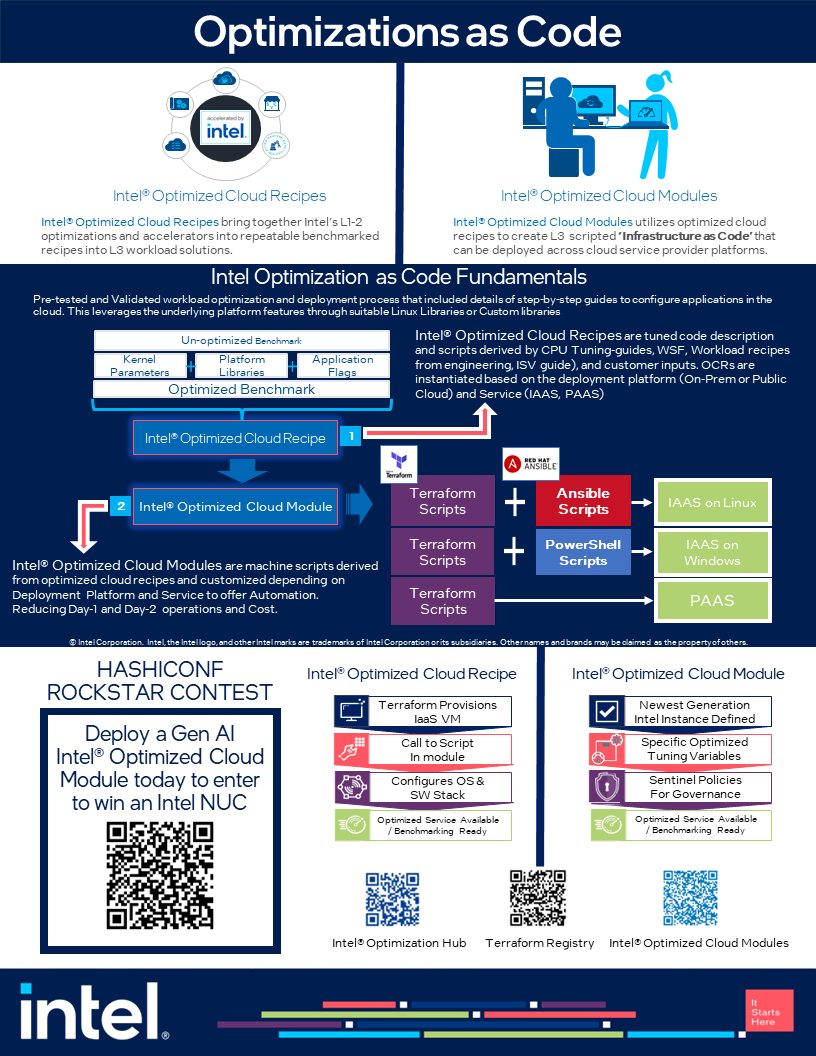 Optimizations as Code
accelerated by
intel.
Intel® Optimized Cloud Recipes
Intel® Optimized Cloud Recipes bring together Intel's L1-2
optimizations and accelerators into repeatable benchmarked
recipes into L3 workload solutions.
Intel® Optimized Cloud Modules
Intel® Optimized Cloud Modules utilizes optimized cloud
recipes to create L3 scripted 'Infrastructure as Code' that
can be deployed across cloud service provider platforms.
Intel Optimization as Code Fundamentals
Pre-tested and Validated workload optimization and deployment process that included details of step-by-step guides to configure applications in the
cloud. This leverages the underlying platform features through suitable Linux Libraries or Custom libraries
Un-optimized Benchmark
Kernel
Parameters
+
Platform
Libraries
+
Application
Flags
Optimized Benchmark
Intel® Optimized Cloud Recipe
1
Intel® Optimized Cloud Recipes are tuned code description
and scripts derived by CPU Tuning-guides, WSF, Workload recipes
from engineering, ISV guide), and customer inputs. OCRs are
instantiated based on the deployment platform (On-Prem or Public
Cloud) and Service (IAAS, PAAS)
2
Intel® Optimized Cloud Module
Intel® Optimized Cloud Modules are machine scripts derived
from optimized cloud recipes and customized depending on
Deployment Platform and Service to offer Automation.
Reducing Day-1 and Day-2 operations and Cost.
Terraform
RED HAT
ANSIBLE
Terraform
Scripts
+
Ansible
Scripts
IAAS on Linux
Terraform
Scripts
+
PowerShell
Scripts
IAAS on
Windows
Terraform
Scripts
PAAS
© Intel Corporation. Intel, the Intel logo, and other Intel marks are trademarks of Intel Corporation or its subsidiaries. Other names and brands may be claimed as the property of others.
HASHICONF
ROCKSTAR CONTEST
Deploy a Gen AI
Intel® Optimized Cloud
Module today to enter
to win an Intel NUC
Intel® Optimized Cloud Recipe
Terraform Provisions
IaaS VM
Call to Script
In module
Configures OS &
SW Stack
Optimized Service Available
/ Benchmarking Ready
Intel® Optimized Cloud Module
Newest Generation
Intel Instance Defined
Specific Optimized
Tuning Variables
Sentinel Policies
For Governance
Optimized Service Available
/ Benchmarking Ready
Intel® Optimization Hub
Terraform Registry
Intel® Optimized Cloud Modules
intel®
It
Starts
Here